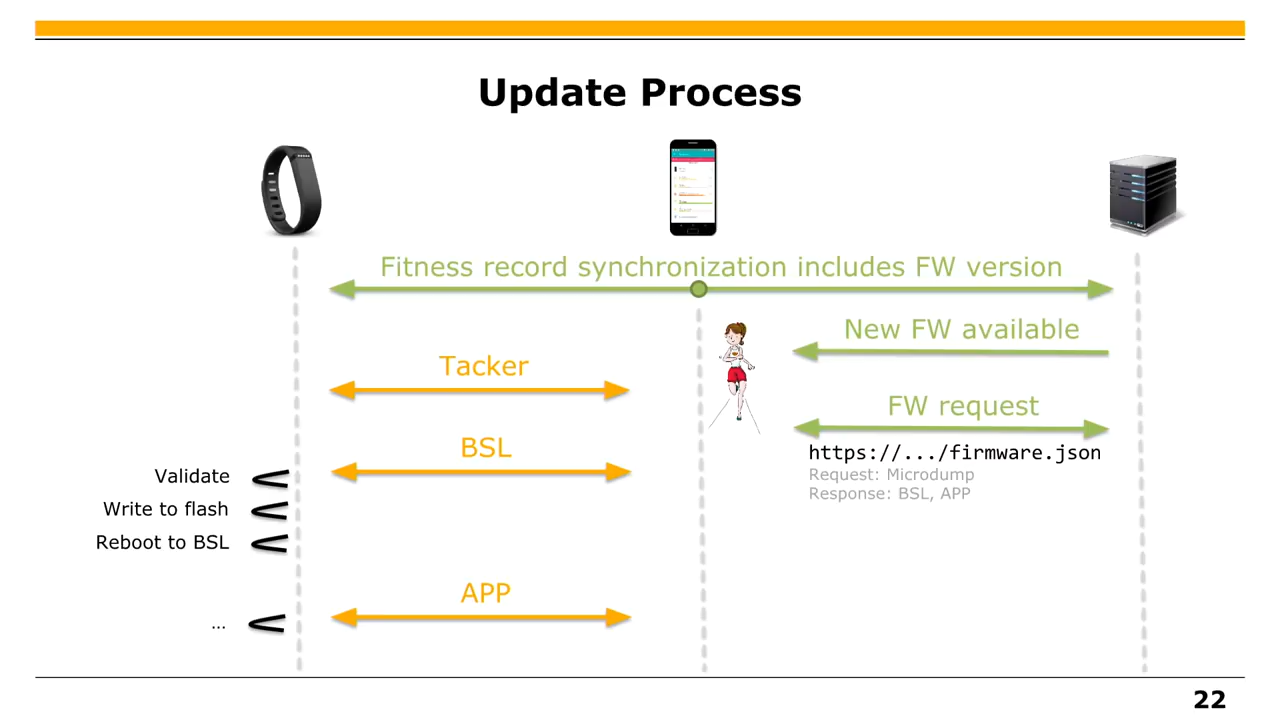 Update Process
Fitness record synchronization includes FW version
New FW available
Tacker
FW request
BSL
https://.../firmware.json
Request: Microdump
Response: BSL, APP
Validate
Write to flash
Reboot to BSL
APP
...
22